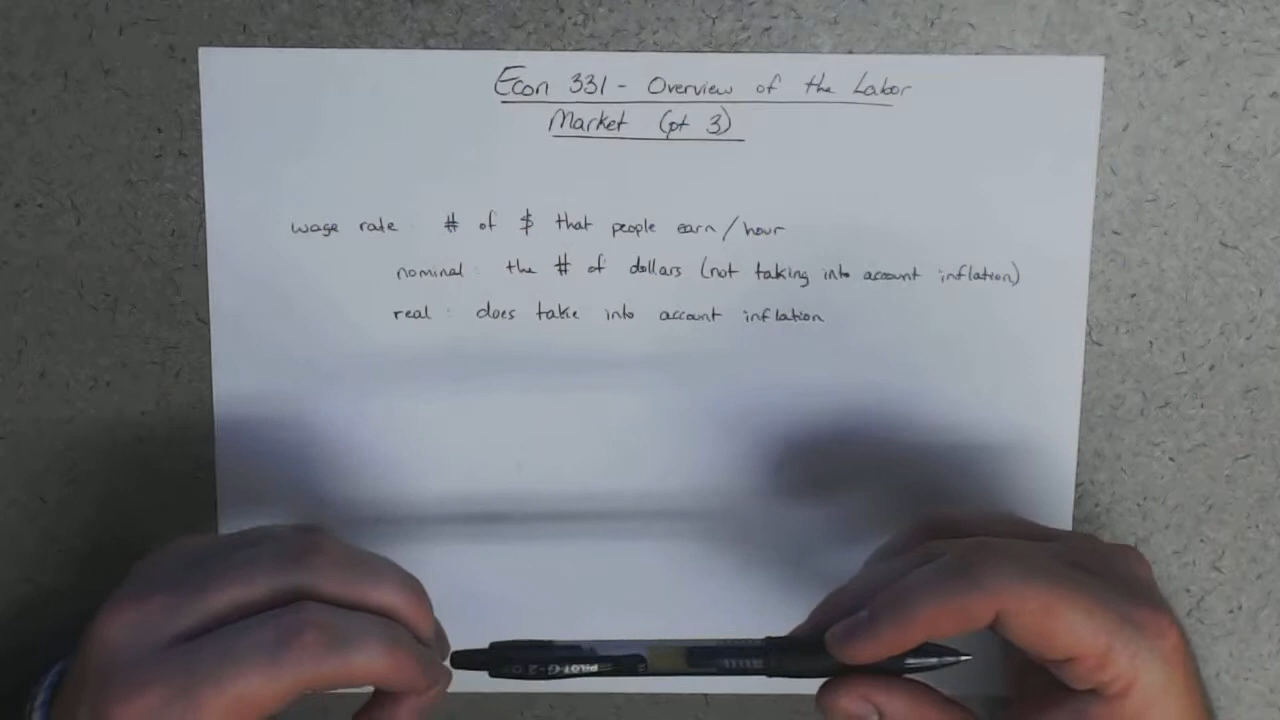 Econ 331 - Overview of the Labor
Market (pt 3)
wage rate : # of $ that people earn/hour
nominal : the # of dollars (not taking into account inflation)
real : does take into account inflation
PILOT G-2